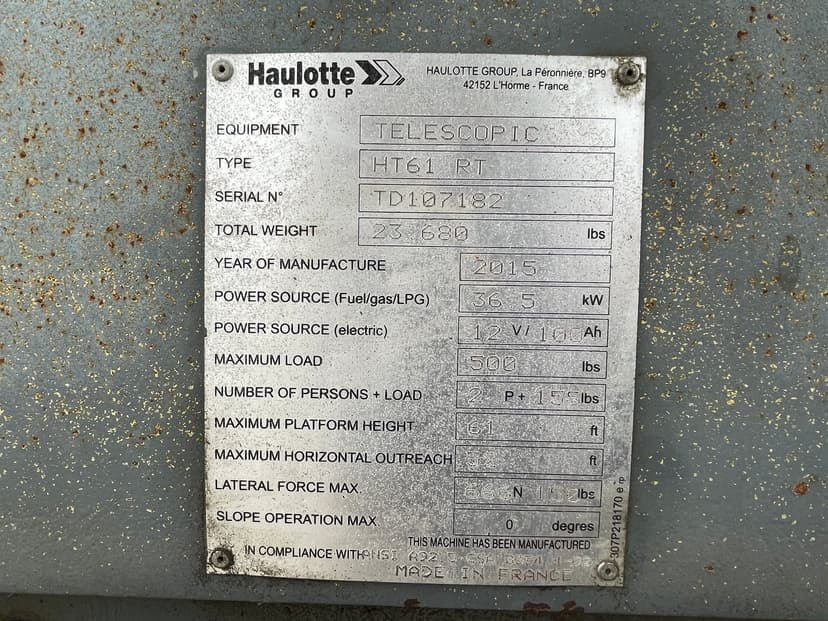 Haulotte
GROUP
HAULOTTE GROUP, La Péronnière, BP9
42152 L'Horme - France
EQUIPMENT TELESCOPIC
TYPE HT61 RT
SERIAL N° TD107182
TOTAL WEIGHT 23 680 lbs
YEAR OF MANUFACTURE 2015
POWER SOURCE (Fuel/gas/LPG) 36.5 kW
POWER SOURCE (electric) 12 V/ 100 Ah
MAXIMUM LOAD 500 lbs
NUMBER OF PERSONS + LOAD 2 P + lbs
MAXIMUM PLATFORM HEIGHT 61 ft
MAXIMUM HORIZONTAL OUTREACH ft
LATERAL FORCE MAX. N lbs
SLOPE OPERATION MAX. 0 degres
THIS MACHINE HAS BEEN MANUFACTURED
IN COMPLIANCE WITH ANSI A92
MADE IN FRANCE
307P218170 e